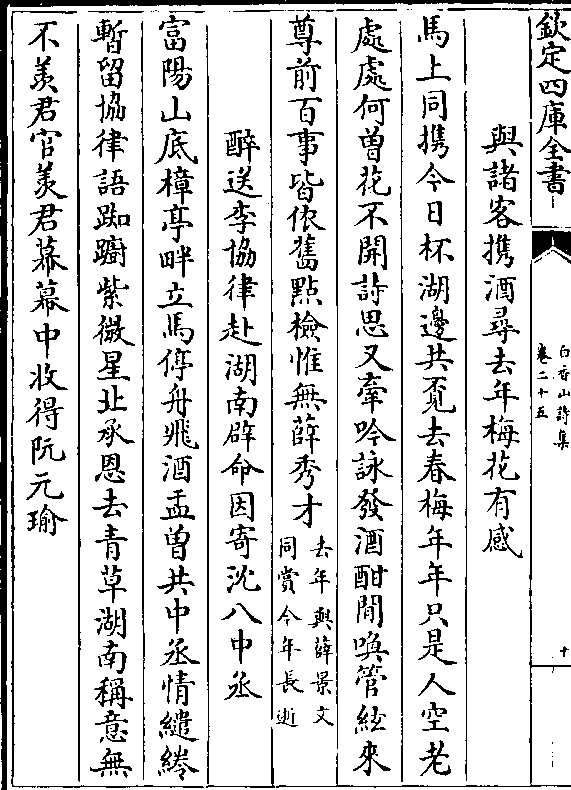 欽定四庫全書
白香山詩集
卷二十五
十
與諸客攜酒尋去年梅花有感
馬上同攜今日杯湖邊共覔去春梅年年只是人空老
處處何曾花不開詩思又牽吟詠發酒酣閒喚管絃來
尊前百事皆依舊點檢惟無薛秀才
去年與薛景文
同賞今年長逝
醉送李協律赴湖南辟命因寄沈八中丞
富陽山底樟亭畔立馬停舟飛酒盂曾共中丞情繾綣
暫留協律語踟蹰紫微星北承恩去青草湖南稱意無
不羨君官羨君幕幕中收得阮元瑜